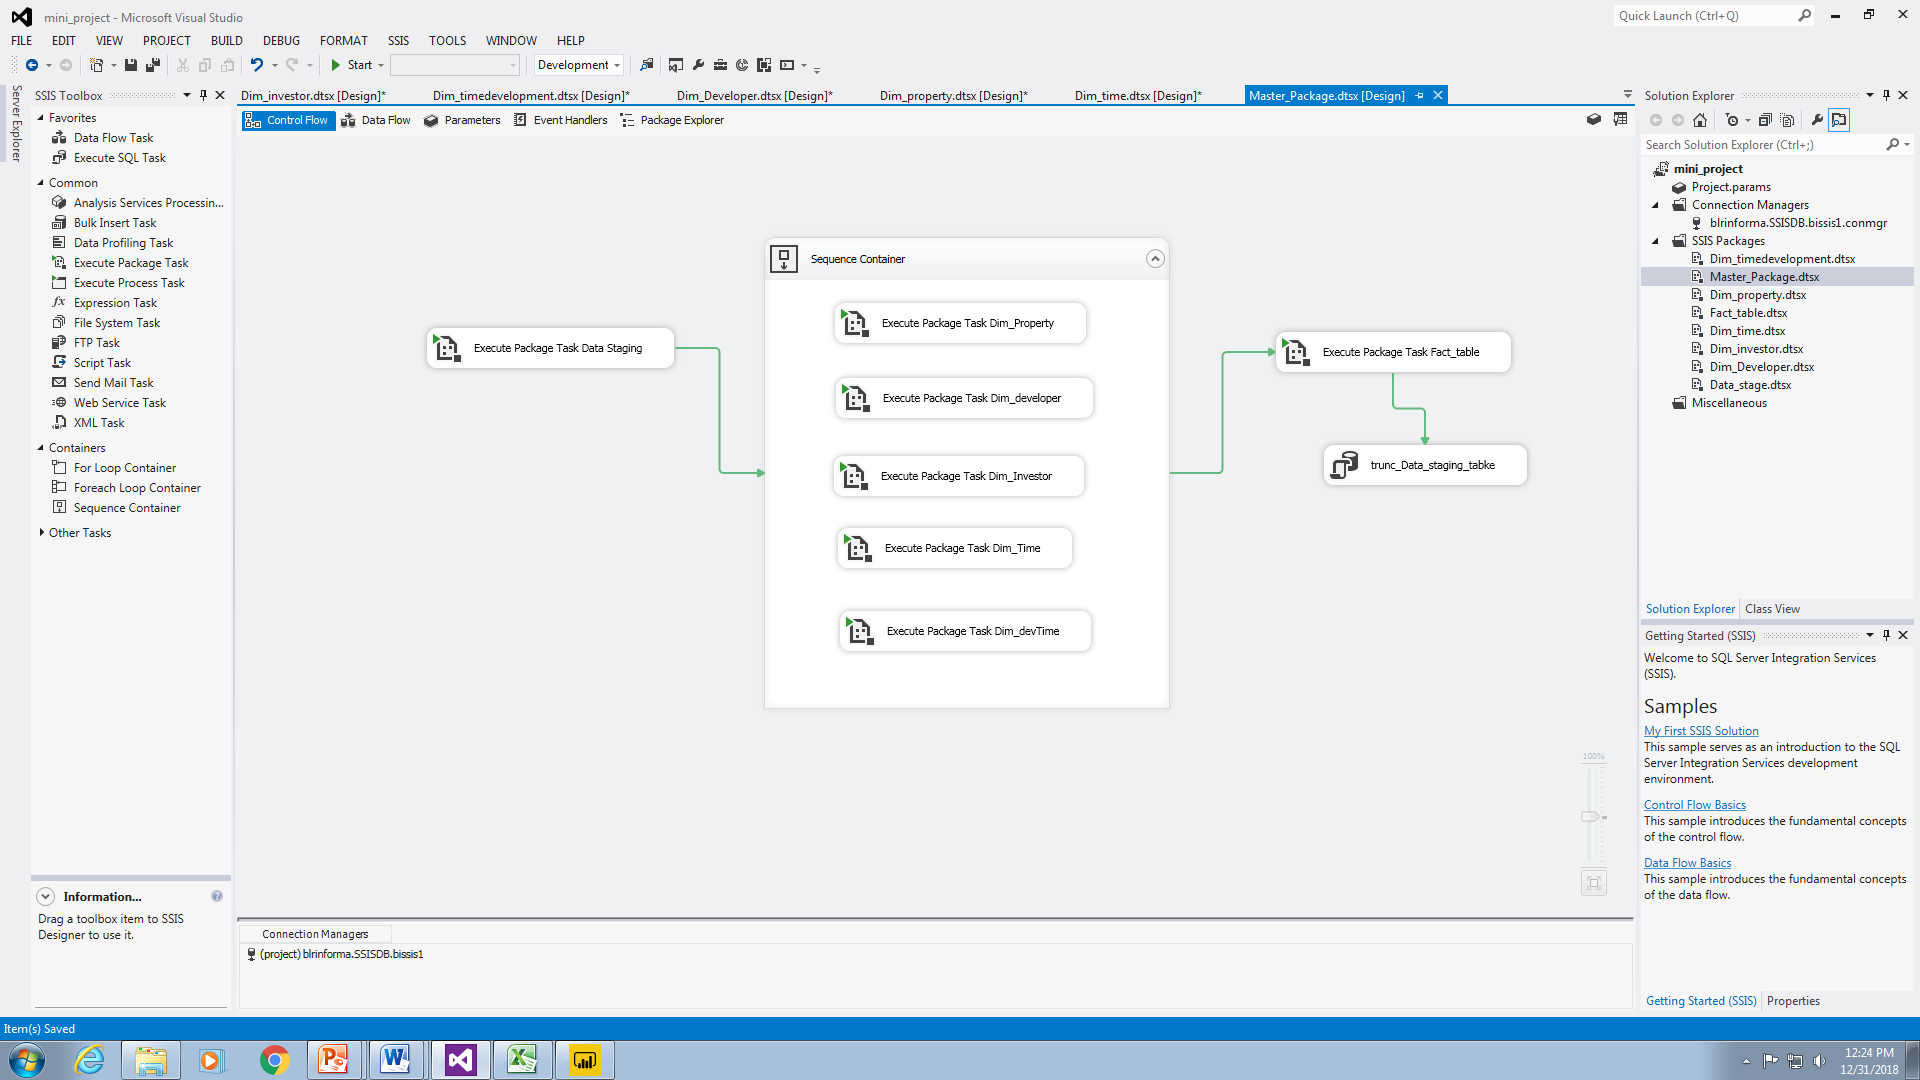 mini_project - Microsoft Visual Studio
Quick Launch (Ctrl+Q)
FILE EDIT VIEW PROJECT BUILD DEBUG FORMAT SSIS TOOLS WINDOW HELP
Start
Development
Server Explorer
SSIS Toolbox
Favorites
Data Flow Task
Execute SQL Task
Common
Analysis Services Processin...
Bulk Insert Task
Data Profiling Task
Execute Package Task
Execute Process Task
Expression Task
File System Task
FTP Task
Script Task
Send Mail Task
Web Service Task
XML Task
Containers
For Loop Container
Foreach Loop Container
Sequence Container
Other Tasks
Information...
Drag a toolbox item to SSIS
Designer to use it.
Dim_investor.dtsx [Design]* Dim_timedevelopment.dtsx [Design]* Dim_Developer.dtsx [Design]* Dim_property.dtsx [Design]* Dim_time.dtsx [Design]* Master_Package.dtsx [Design]
Control Flow Data Flow Parameters Event Handlers Package Explorer
Execute Package Task Data Staging
Sequence Container
Execute Package Task Dim_Property
Execute Package Task Dim_developer
Execute Package Task Dim_Investor
Execute Package Task Dim_Time
Execute Package Task Dim_devTime
Execute Package Task Fact_table
trunc_Data_staging_tabke
100%
Connection Managers
(project) blrinforma.SSISDB.bissis1
Solution Explorer
Search Solution Explorer (Ctrl+;)
mini_project
Project.params
Connection Managers
blrinforma.SSISDB.bissis1.conmgr
SSIS Packages
Dim_timedevelopment.dtsx
Master_Package.dtsx
Dim_property.dtsx
Fact_table.dtsx
Dim_time.dtsx
Dim_investor.dtsx
Dim_Developer.dtsx
Data_stage.dtsx
Miscellaneous
Solution Explorer Class View
Getting Started (SSIS)
Welcome to SQL Server Integration Services
(SSIS).
Samples
My First SSIS Solution
This sample serves as an introduction to the SQL
Server Integration Services development
environment.
Control Flow Basics
This sample introduces the fundamental concepts
of the control flow.
Data Flow Basics
This sample introduces the fundamental concepts
of the data flow.
Getting Started (SSIS) Properties
Item(s) Saved
12:24 PM
12/31/2018